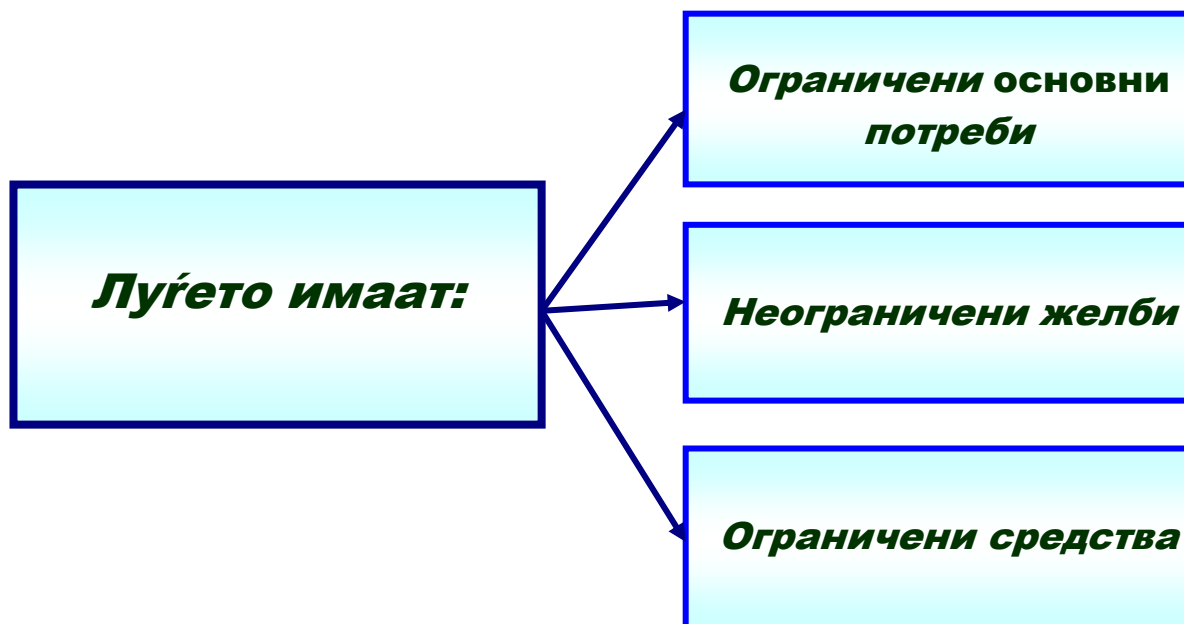 Луѓето имаат:
Ограничени основни
потреби
Неограничени желби
Ограничени средства